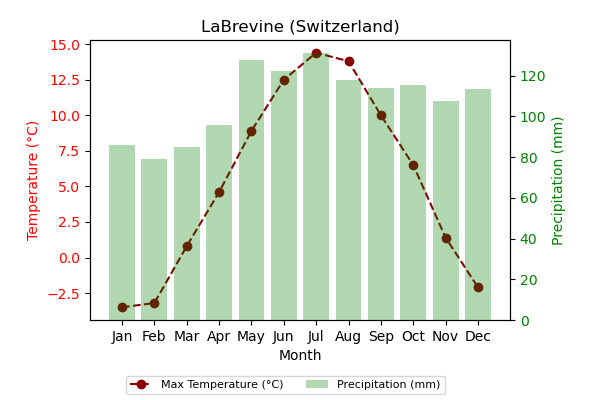 LaBrevine (Switzerland)
15.0
12.5
10.0
7.5
5.0
2.5
0.0
−2.5
Temperature (°C)
120
100
80
60
40
20
0
Precipitation (mm)
Jan Feb Mar Apr May Jun Jul Aug Sep Oct Nov Dec
Month
Max Temperature (°C) Precipitation (mm)